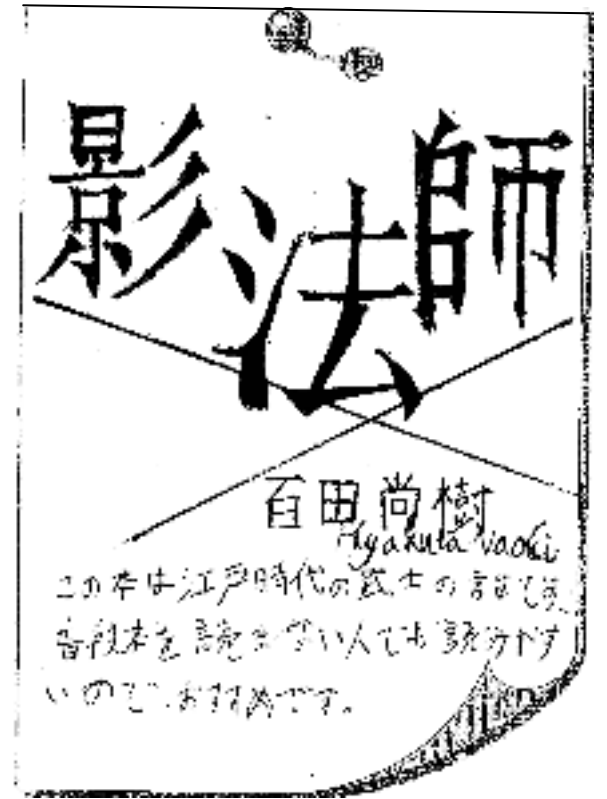 影法師
百田尚樹
Hyakuta naoki
この本は江戸時代の武士の話です。
普段本を読まない人でも読みやす
いので、おすすめです。